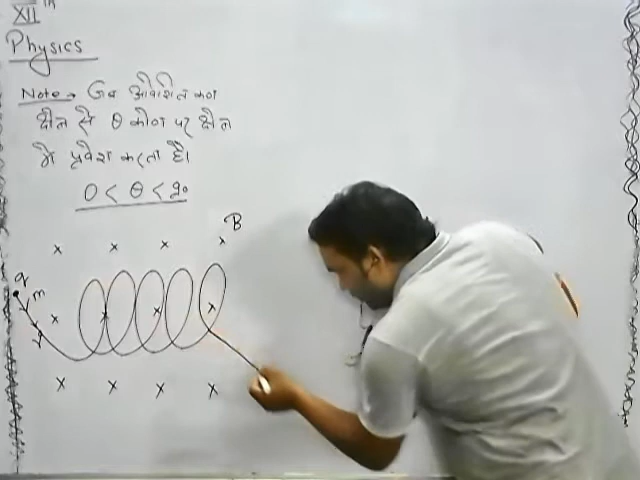 XII th
Physics
Note → जब आवेशित कण
क्षेत्र से θ कोण पर क्षेत्र
मे प्रवेश करता है।
0 < θ < 90
B
q
m